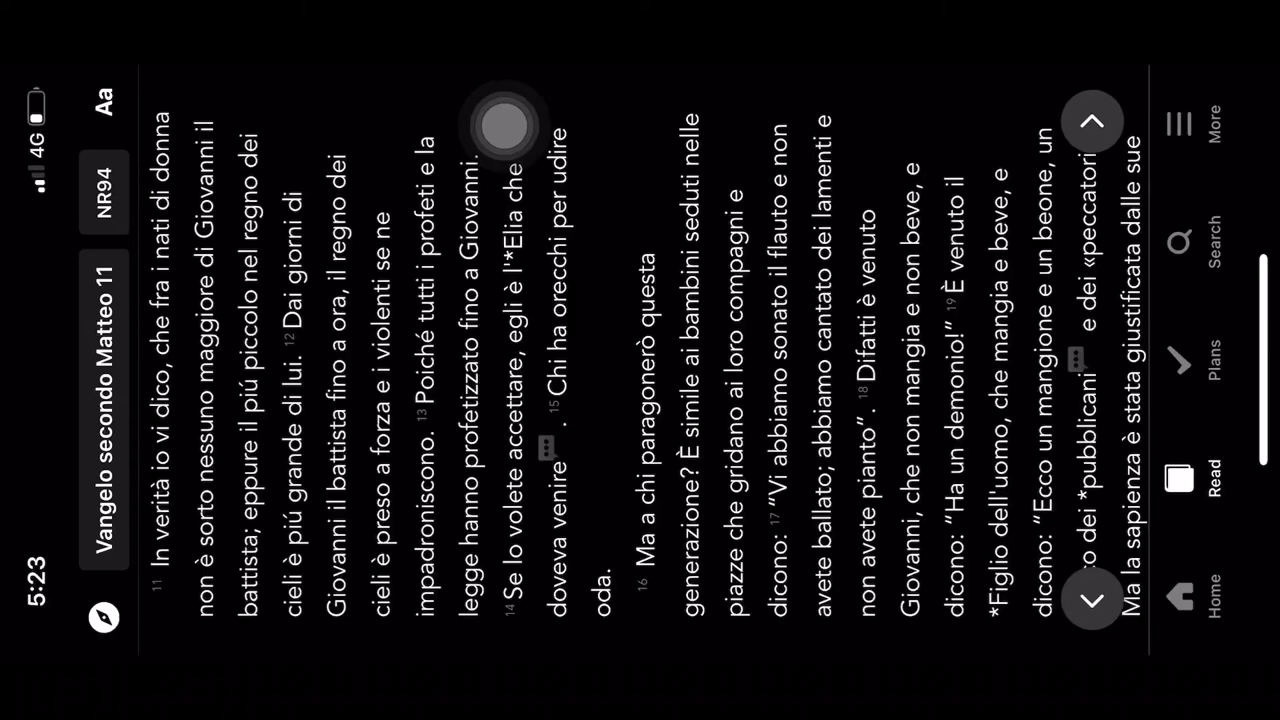 5:23
4G
Vangelo secondo Matteo 11
NR94
Aa
11 In verità io vi dico, che fra i nati di donna
non è sorto nessuno maggiore di Giovanni il
battista; eppure il piú piccolo nel regno dei
cieli è piú grande di lui. 12 Dai giorni di
Giovanni il battista fino a ora, il regno dei
cieli è preso a forza e i violenti se ne
impadroniscono. 13 Poiché tutti i profeti e la
legge hanno profetizzato fino a Giovanni.
14 Se lo volete accettare, egli è l'*Elia che
doveva venire . 15 Chi ha orecchi per udire
oda.
16 Ma a chi paragonerò questa
generazione? È simile ai bambini seduti nelle
piazze che gridano ai loro compagni e
dicono: 17 “Vi abbiamo sonato il flauto e non
avete ballato; abbiamo cantato dei lamenti e
non avete pianto”. 18 Difatti è venuto
Giovanni, che non mangia e non beve, e
dicono: “Ha un demonio!” 19 È venuto il
*Figlio dell'uomo, che mangia e beve, e
dicono: “Ecco un mangione e un beone, un
dei *pubblicani e dei «peccatori
Ma la sapienza è stata giustificata dalle sue
Home
Read
Plans
Search
More